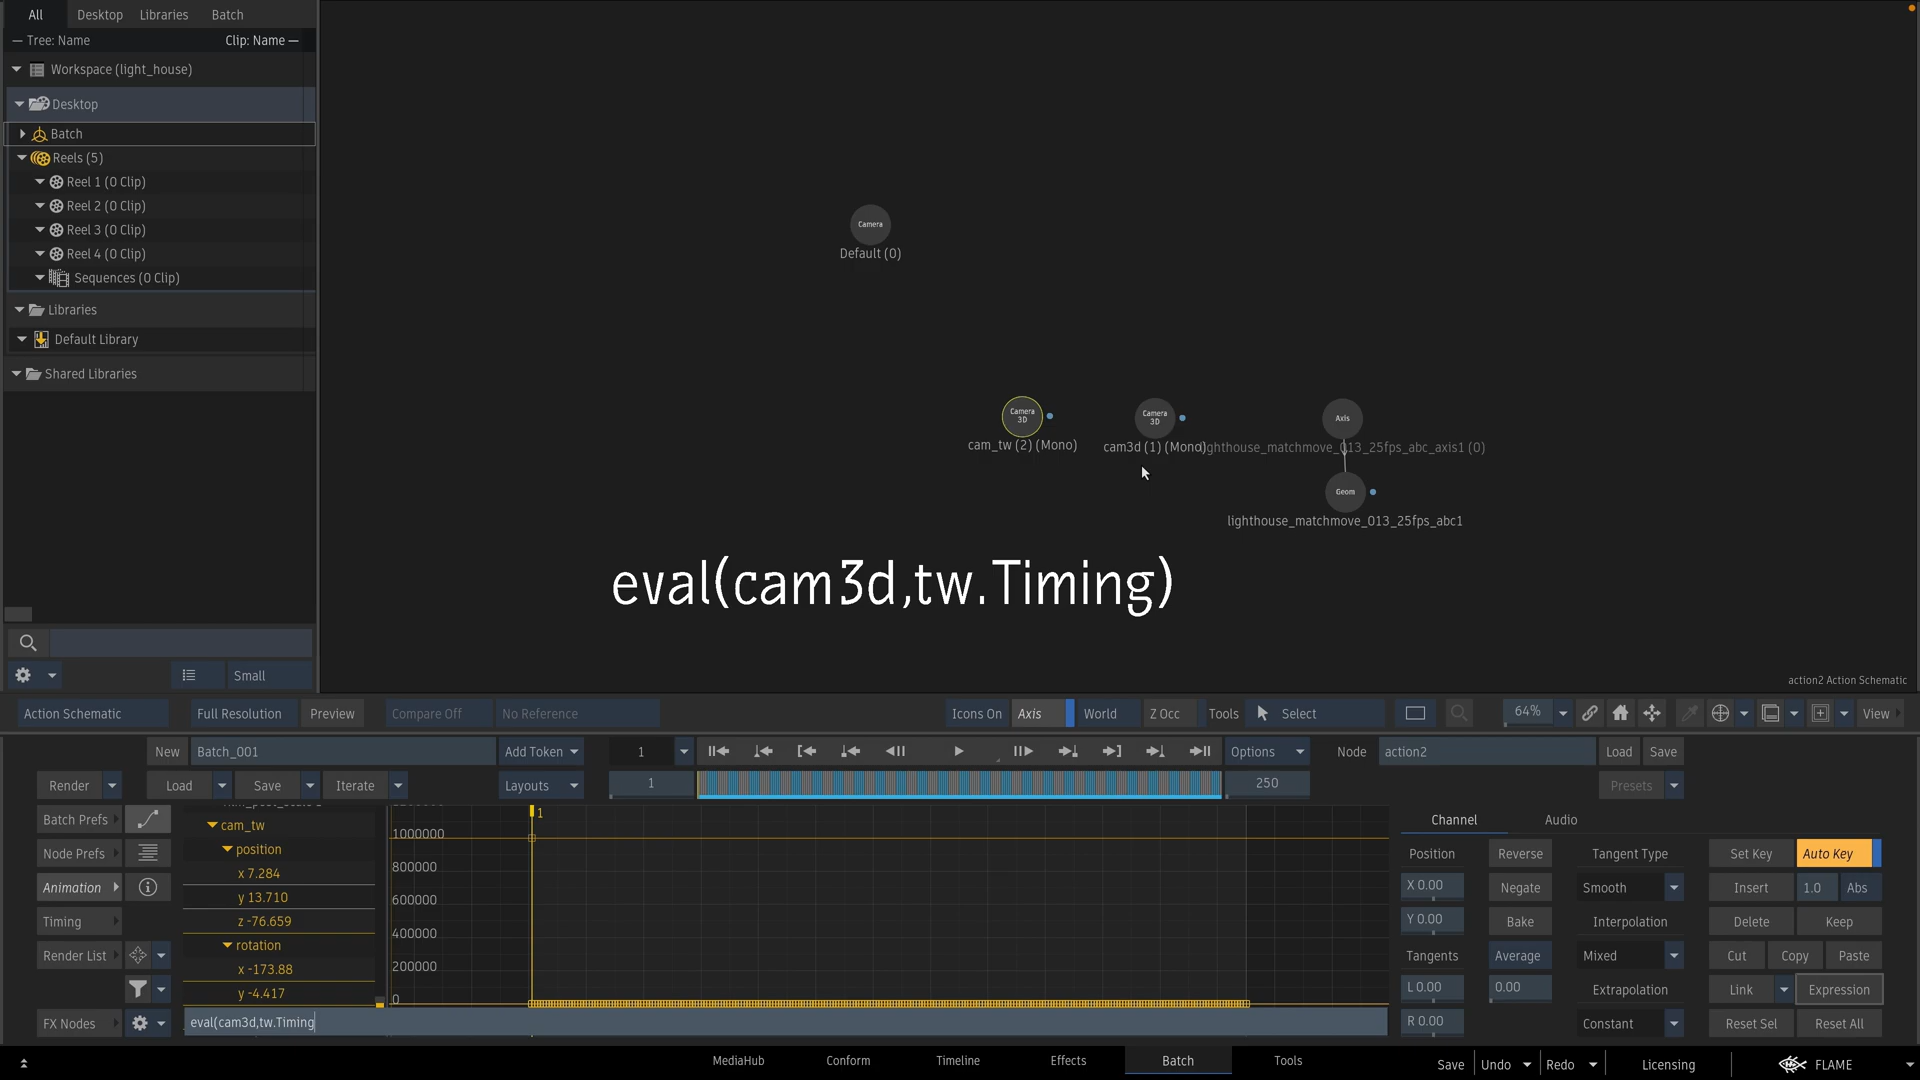 All Desktop Libraries Batch
Tree: Name Clip: Name
Workspace (light_house)
Desktop
Batch
Reels (5)
Reel 1 (0 Clip)
Reel 2 (0 Clip)
Reel 3 (0 Clip)
Reel 4 (0 Clip)
Sequences (0 Clip)
Libraries
Default Library
Shared Libraries
Small
Camera
Default (0)
Camera
3D
cam_tw (2) (Mono)
Camera
3D
cam3d (1) (Mono)
Axis
lighthouse_matchmove_013_25fps_abc_axis1 (0)
Geom
lighthouse_matchmove_013_25fps_abc1
eval(cam3d,tw.Timing)
action2 Action Schematic
Action Schematic Full Resolution Preview Compare Off No Reference Icons On Axis World Z Occ Tools Select 64% View
New Batch_001 Add Token 1 Options Node action2 Load Save
Render Load Save Iterate Layouts 1 250 Presets
Batch Prefs
Node Prefs
Animation
Timing
Render List
FX Nodes
cam_tw
position
x 7.284
y 13.710
z -76.659
rotation
x -173.88
y -4.417
eval(cam3d,tw.Timing
1
1000000
800000
600000
400000
200000
0
Channel Audio
Position Reverse Tangent Type Set Key Auto Key
X 0.00 Negate Smooth Insert 1.0 Abs
Y 0.00 Bake Interpolation Delete Keep
Tangents Average Mixed Cut Copy Paste
L 0.00 0.00 Extrapolation Link Expression
R 0.00 Constant Reset Sel Reset All
MediaHub Conform Timeline Effects Batch Tools Save Undo Redo Licensing FLAME